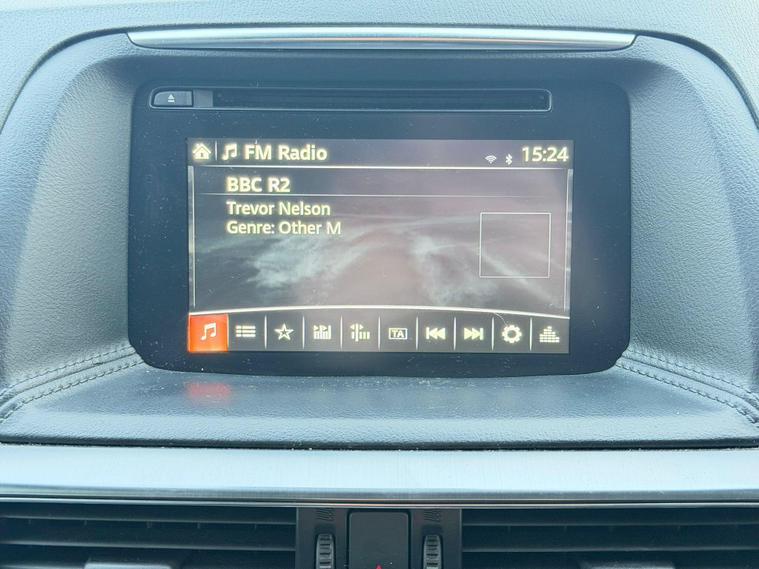 FM Radio 15:24
BBC R2
Trevor Nelson
Genre: Other M
TA